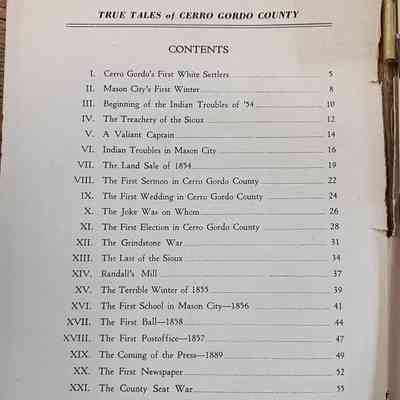 TRUE TALES of CERRO GORDO COUNTY
CONTENTS
I. Cerro Gordo's First White Settlers 5
II. Mason City's First Winter 8
III. Beginning of the Indian Troubles of '54 10
IV. The Treachery of the Sioux 12
V. A Valiant Captain 14
VI. Indian Troubles in Mason City 16
VII. The Land Sale of 1854 19
VIII. The First Sermon in Cerro Gordo County 22
IX. The First Wedding in Cerro Gordo County 24
X. The Joke Was on Whom 26
XI. The First Election in Cerro Gordo County 28
XII. The Grindstone War 31
XIII. The Last of the Sioux 34
XIV. Randall's Mill 37
XV. The Terrible Winter of 1855 39
XVI. The First School in Mason City—1856 41
XVII. The First Ball—1858 44
XVIII. The First Postoffice—1857 47
XIX. The Coming of the Press—1889 49
XX. The First Newspaper 52
XXI. The County Seat War 55